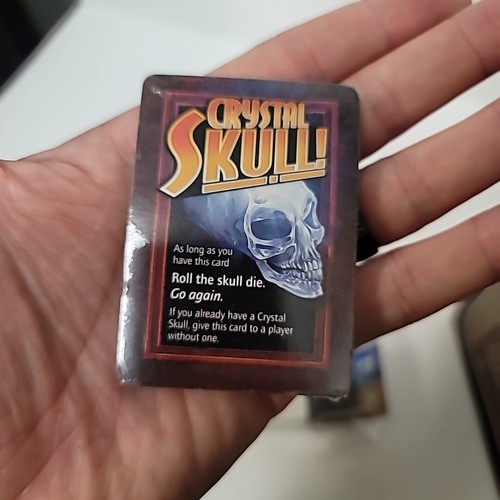 CRYSTAL
SKULL!
As long as you
have this card
Roll the skull die.
Go again.
If you already have a Crystal
Skull, give this card to a player
without one.